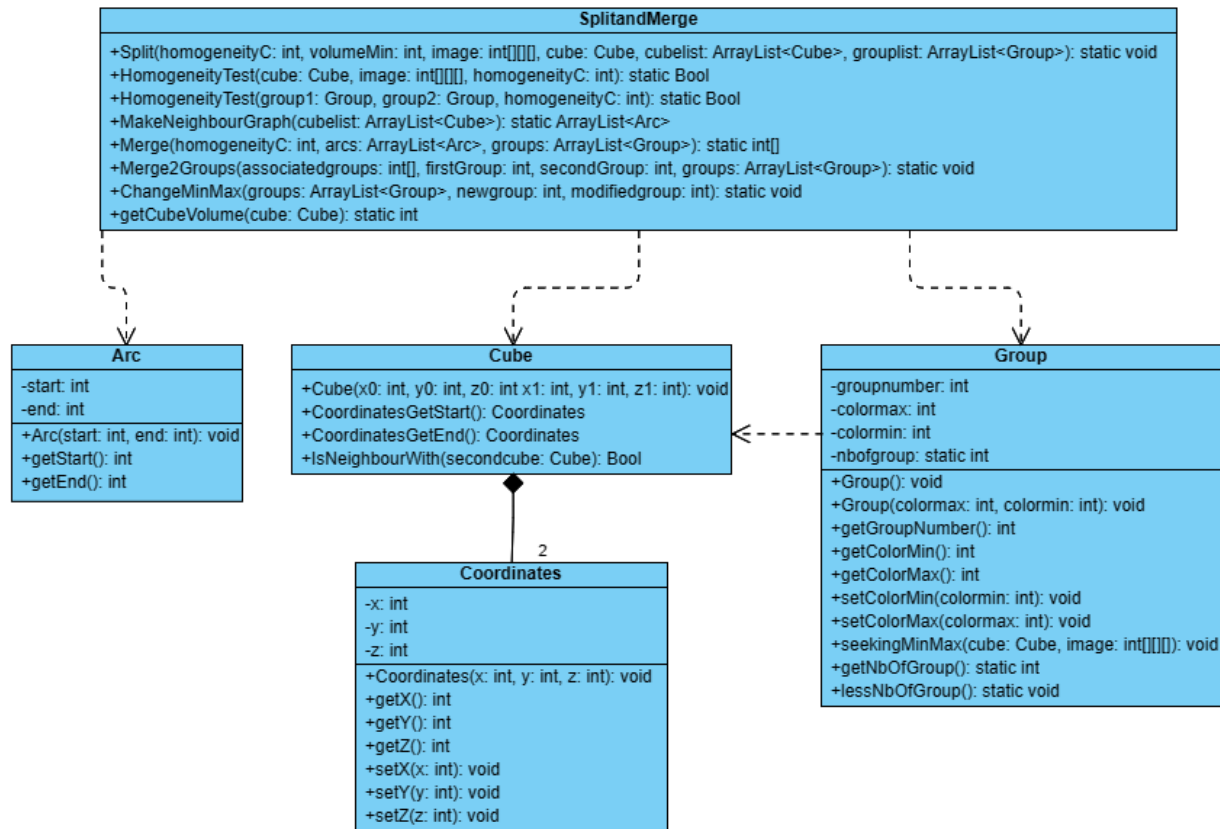 SplitandMerge
+Split(homogeneityC: int, volumeMin: int, image: int[][][], cube: Cube, cubelist: ArrayList<Cube>, grouplist: ArrayList<Group>): static void
+HomogeneityTest(cube: Cube, image: int[][][], homogeneityC: int): static Bool
+HomogeneityTest(group1: Group, group2: Group, homogeneityC: int): static Bool
+MakeNeighbourGraph(cubelist: ArrayList<Cube>): static ArrayList<Arc>
+Merge(homogeneityC: int, arcs: ArrayList<Arc>, groups: ArrayList<Group>): static int[]
+Merge2Groups(associatedgroups: int[], firstGroup: int, secondGroup: int, groups: ArrayList<Group>): static void
+ChangeMinMax(groups: ArrayList<Group>, newgroup: int, modifiedgroup: int): static void
+getCubeVolume(cube: Cube): static int
Arc
-start: int
-end: int
+Arc(start: int, end: int): void
+getStart(): int
+getEnd(): int
Cube
+Cube(x0: int, y0: int, z0: int x1: int, y1: int, z1: int): void
+CoordinatesGetStart(): Coordinates
+CoordinatesGetEnd(): Coordinates
+IsNeighbourWith(secondcube: Cube): Bool
Group
-groupnumber: int
-colormax: int
-colormin: int
-nbofgroup: static int
+Group(): void
+Group(colormax: int, colormin: int): void
+getGroupNumber(): int
+getColorMin(): int
+getColorMax(): int
+setColorMin(colormin: int): void
+setColorMax(colormax: int): void
+seekingMinMax(cube: Cube, image: int[][][]): void
+getNbOfGroup(): static int
+lessNbOfGroup(): static void
2
Coordinates
-x: int
-y: int
-z: int
+Coordinates(x: int, y: int, z: int): void
+getX(): int
+getY(): int
+getZ(): int
+setX(x: int): void
+setY(y: int): void
+setZ(z: int): void